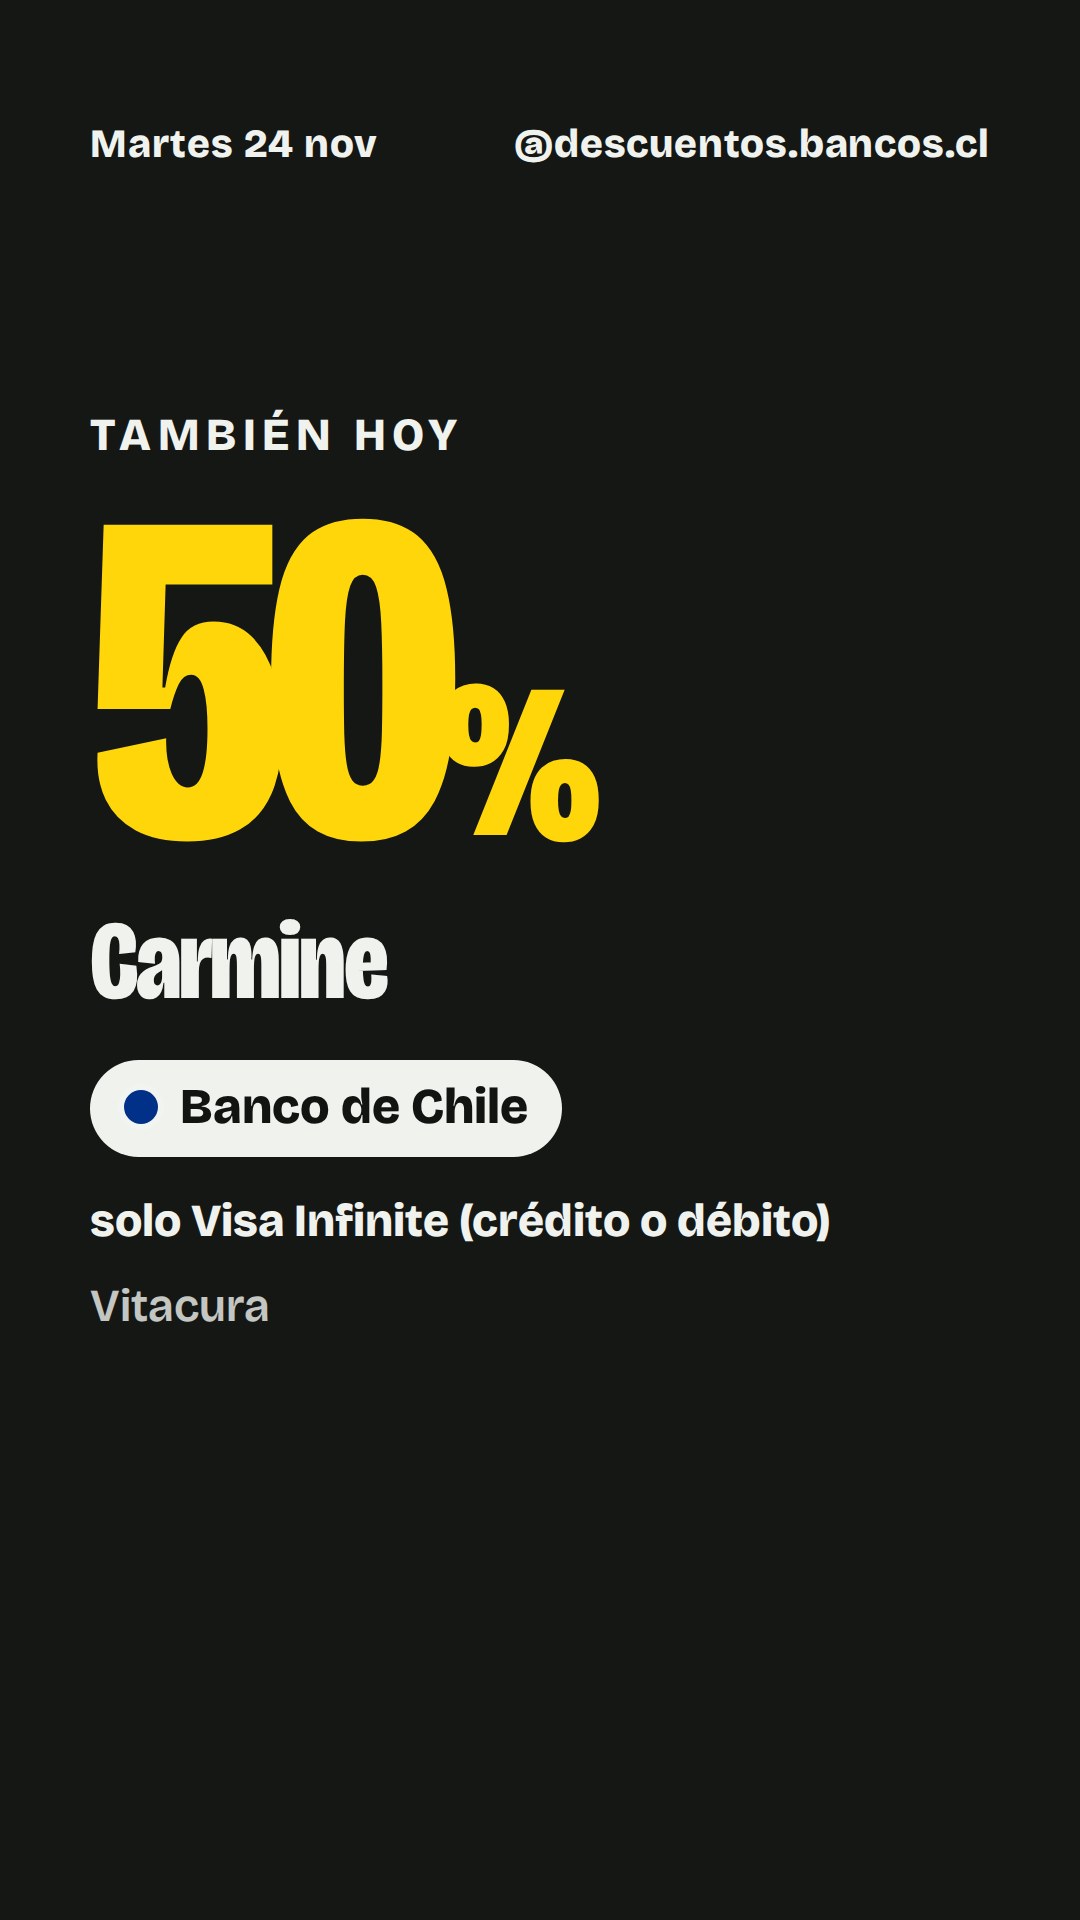 Martes 24 nov @descuentos.bancos.cl
TAMBIÉN HOY
50%
Carmine
Banco de Chile
solo Visa Infinite (crédito o débito)
Vitacura